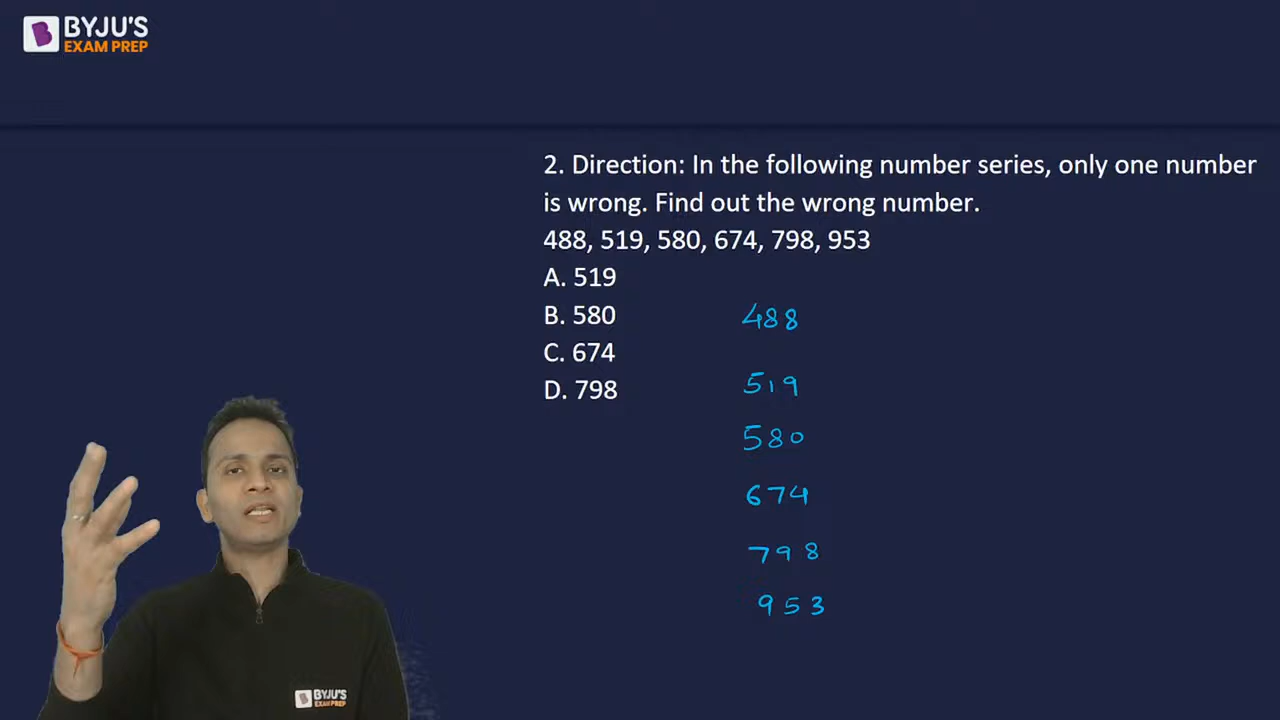 BYJU'S
EXAM PREP
2. Direction: In the following number series, only one number
is wrong. Find out the wrong number.
488, 519, 580, 674, 798, 953
A. 519
B. 580
C. 674
D. 798
488
519
580
674
798
953
BYJU'S
EXAM PREP